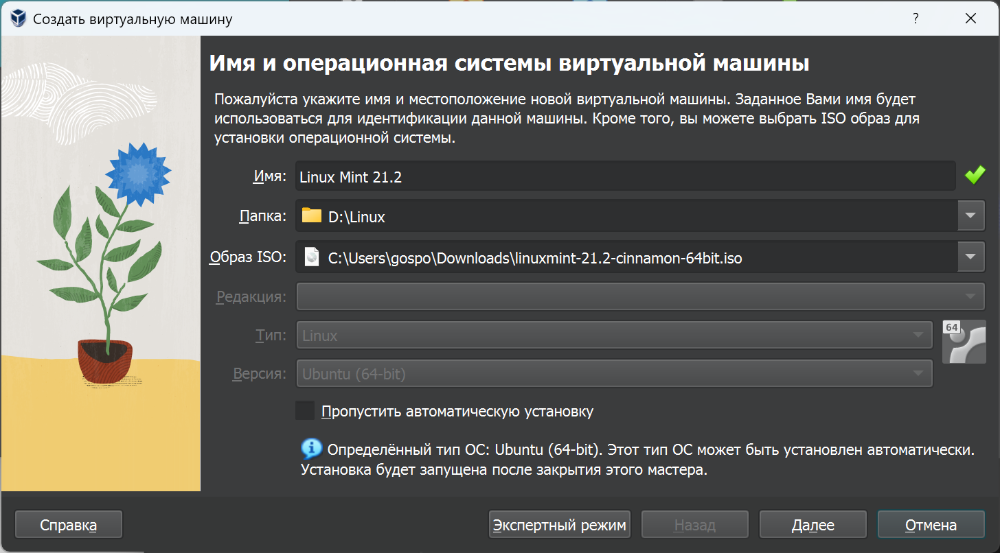 Создать виртуальную машину
?
Имя и операционная системы виртуальной машины
Пожалуйста укажите имя и местоположение новой виртуальной машины. Заданное Вами имя будет
использоваться для идентификации данной машины. Кроме того, вы можете выбрать ISO образ для
установки операционной системы.
Имя: Linux Mint 21.2
Папка: D:\Linux
Образ ISO: C:\Users\gospo\Downloads\linuxmint-21.2-cinnamon-64bit.iso
Редакция:
Тип: Linux
64
Версия: Ubuntu (64-bit)
Пропустить автоматическую установку
Определённый тип ОС: Ubuntu (64-bit). Этот тип ОС может быть установлен автоматически.
Установка будет запущена после закрытия этого мастера.
Справка Экспертный режим Назад Далее Отмена